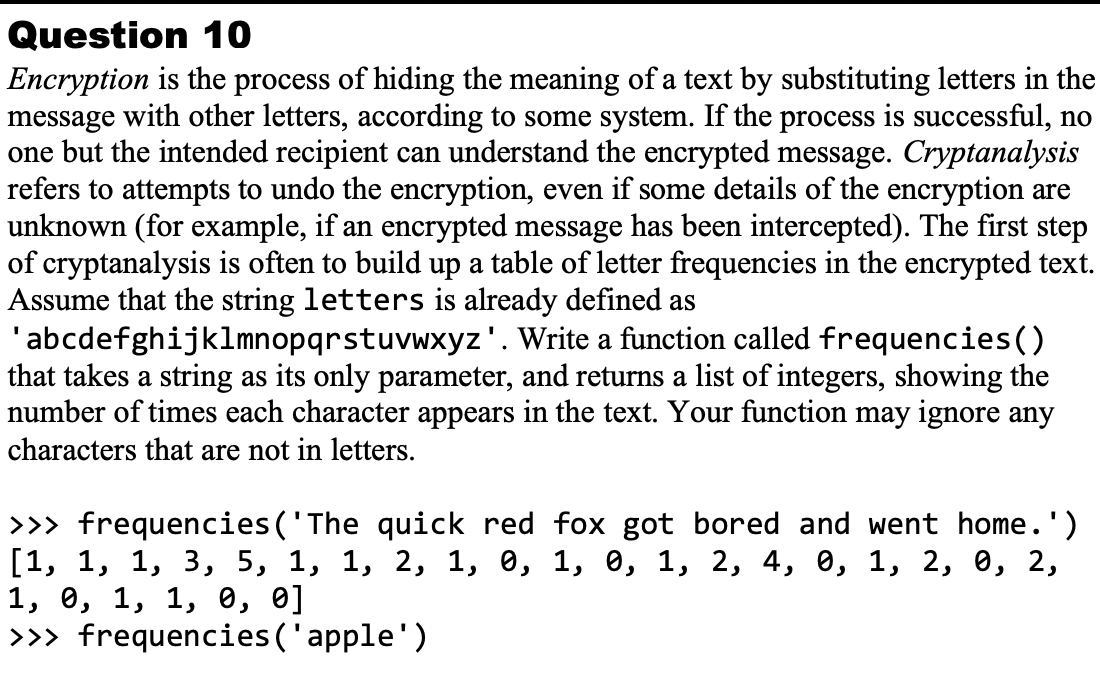 Question 10
Encryption is the process of hiding the meaning of a text by substituting letters in the
message with other letters, according to some system. If the process is successful, no
one but the intended recipient can understand the encrypted message. Cryptanalysis
refers to attempts to undo the encryption, even if some details of the encryption are
unknown (for example, if an encrypted message has been intercepted). The first step
of cryptanalysis is often to build up a table of letter frequencies in the encrypted text.
Assume that the string letters is already defined as
'abcdefghijklmnopqrstuvwxyz'. Write a function called frequencies()
that takes a string as its only parameter, and returns a list of integers, showing the
number of times each character appears in the text. Your function may ignore any
characters that are not in letters.
>>> frequencies('The quick red fox got bored and went home.')
[1, 1, 1, 3, 5, 1, 1, 2, 1, 0, 1, 0, 1, 2, 4, 0, 1, 2, 0, 2,
1, 0, 1, 1, 0, 0]
>>> frequencies('apple')